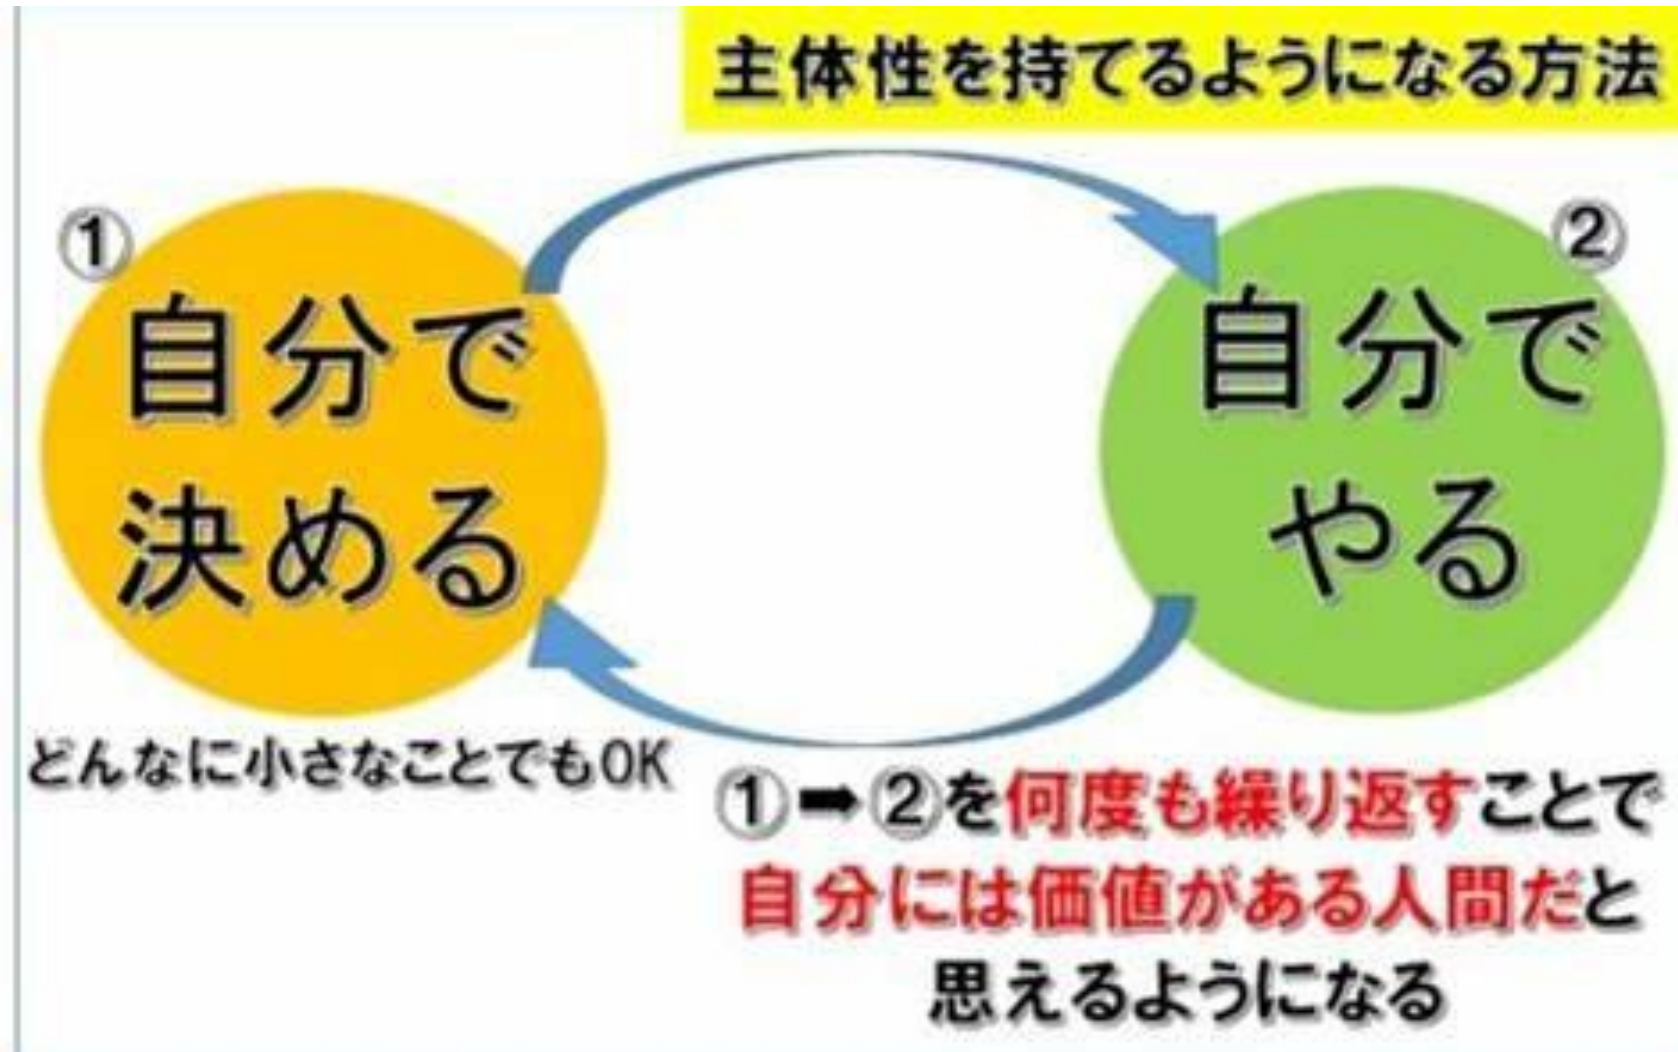 主体性を持てるようになる方法
①
自分で
決める
どんなに小さなことでもOK
②
自分で
やる
①➡②を何度も繰り返すことで
自分には価値がある人間だと
思えるようになる